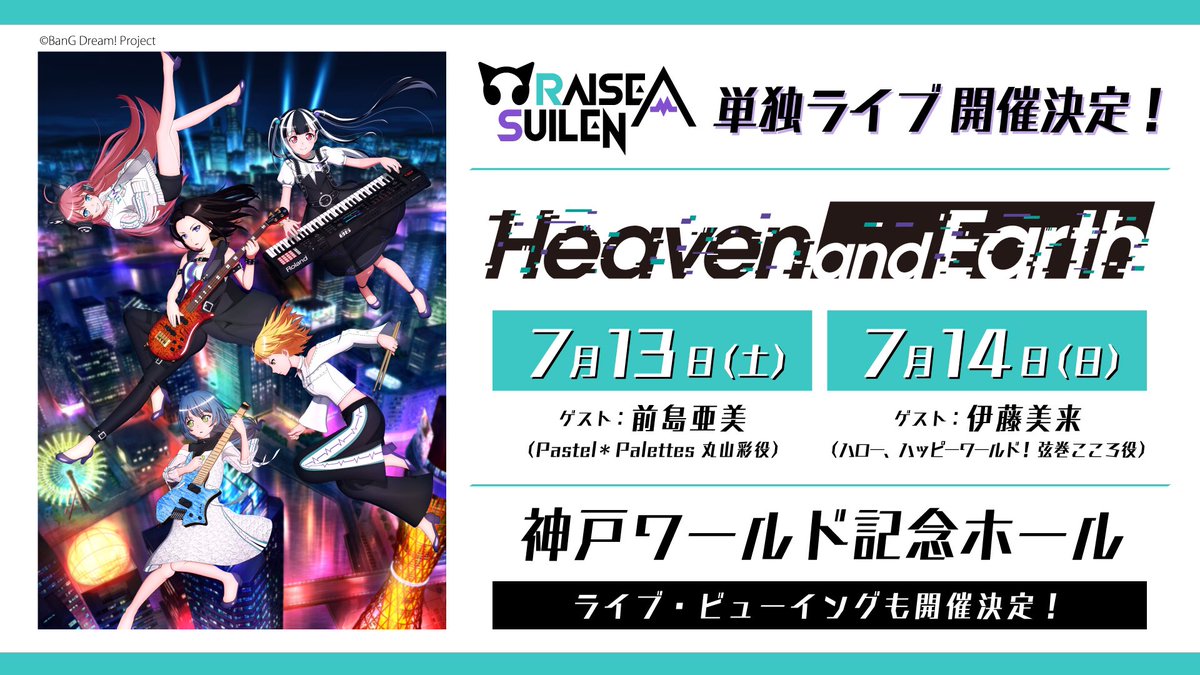 ©BanG Dream! Project
RAISE A SUILEN
単独ライブ 開催決定！
Heaven and Earth
7月13日（土）
ゲスト：前島亜美
（Pastel＊Palettes 丸山彩役）
7月14日（日）
ゲスト：伊藤美来
（ハロー、ハッピーワールド！弦巻こころ役）
神戸ワールド記念ホール
ライブ・ビューイングも開催決定！
Roland